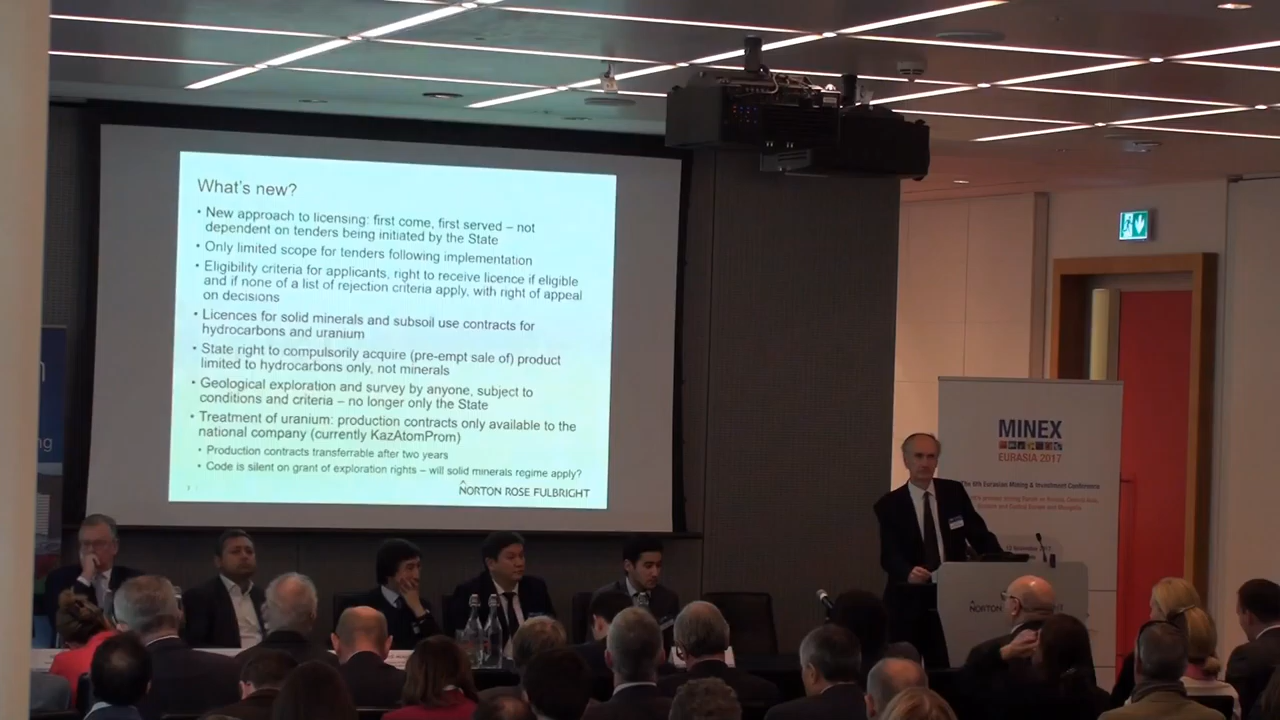 What's new?
• New approach to licensing: first come, first served – not
dependent on tenders being initiated by the State
• Only limited scope for tenders following implementation
• Eligibility criteria for applicants, right to receive licence if eligible
and if none of a list of rejection criteria apply, with right of appeal
on decisions
• Licences for solid minerals and subsoil use contracts for
hydrocarbons and uranium
• State right to compulsorily acquire (pre-empt sale of) product
limited to hydrocarbons only, not minerals
• Geological exploration and survey by anyone, subject to
conditions and criteria – no longer only the State
• Treatment of uranium: production contracts only available to the
national company (currently KazAtomProm)
• Production contracts transferrable after two years
• Code is silent on grant of exploration rights – will solid minerals regime apply?
NORTON ROSE FULBRIGHT
MINEX
EURASIA 2017
Eurasian Mining & Investment Conference
NORTON